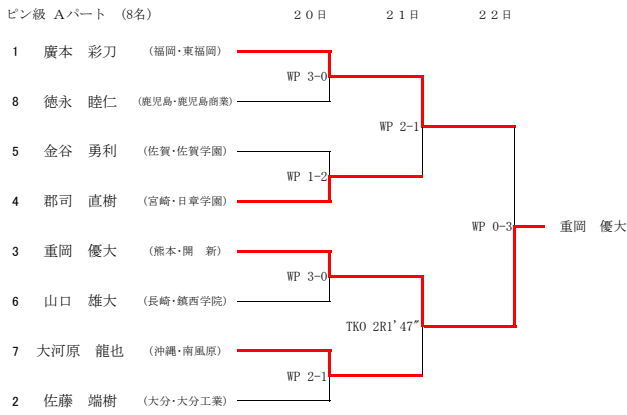 ピン級 Aパート (8名) 20日 21日 22日
1 廣本 彩刀 (福岡・東福岡)
WP 3-0
8 徳永 睦仁 (鹿児島・鹿児島商業)
WP 2-1
5 金谷 勇利 (佐賀・佐賀学園)
WP 1-2
4 郡司 直樹 (宮崎・日章学園)
WP 0-3 重岡 優大
3 重岡 優大 (熊本・開 新)
WP 3-0
6 山口 雄大 (長崎・鎮西学院)
TKO 2R1'47"
7 大河原 龍也 (沖縄・南風原)
WP 2-1
2 佐藤 端樹 (大分・大分工業)